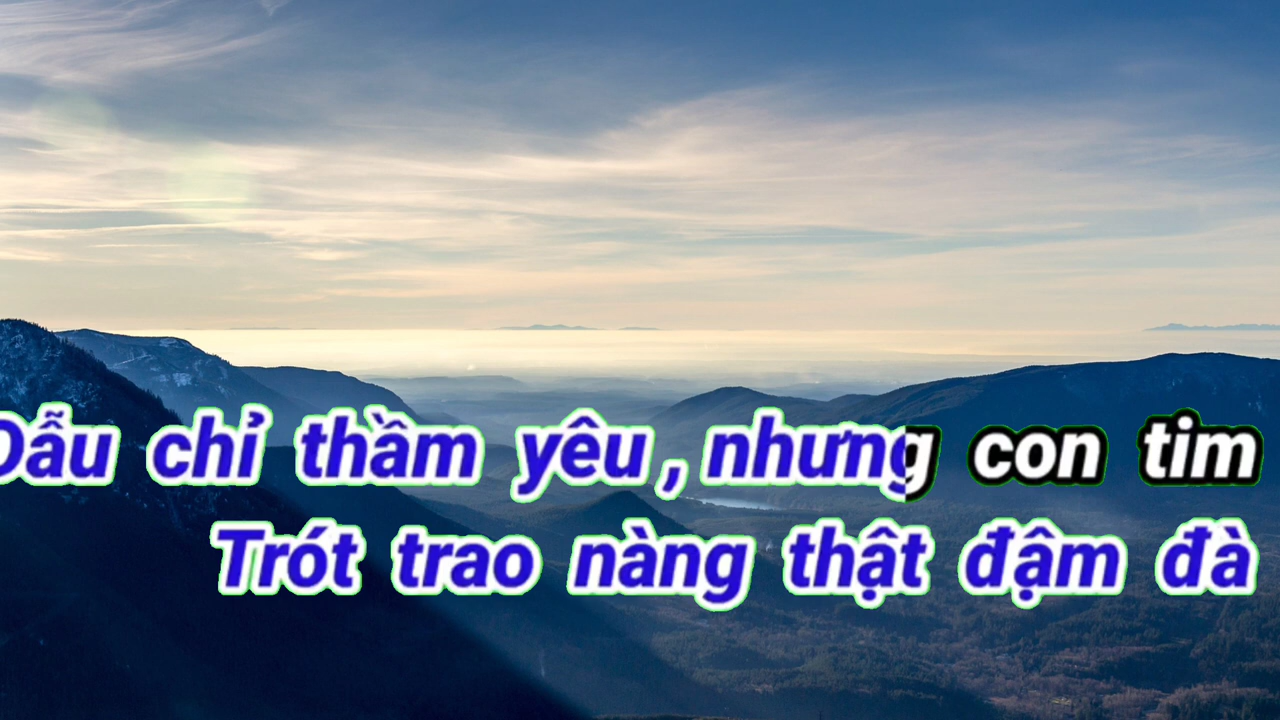 Dẫu chỉ thầm yêu, nhưng con tim
Trót trao nàng thật đậm đà